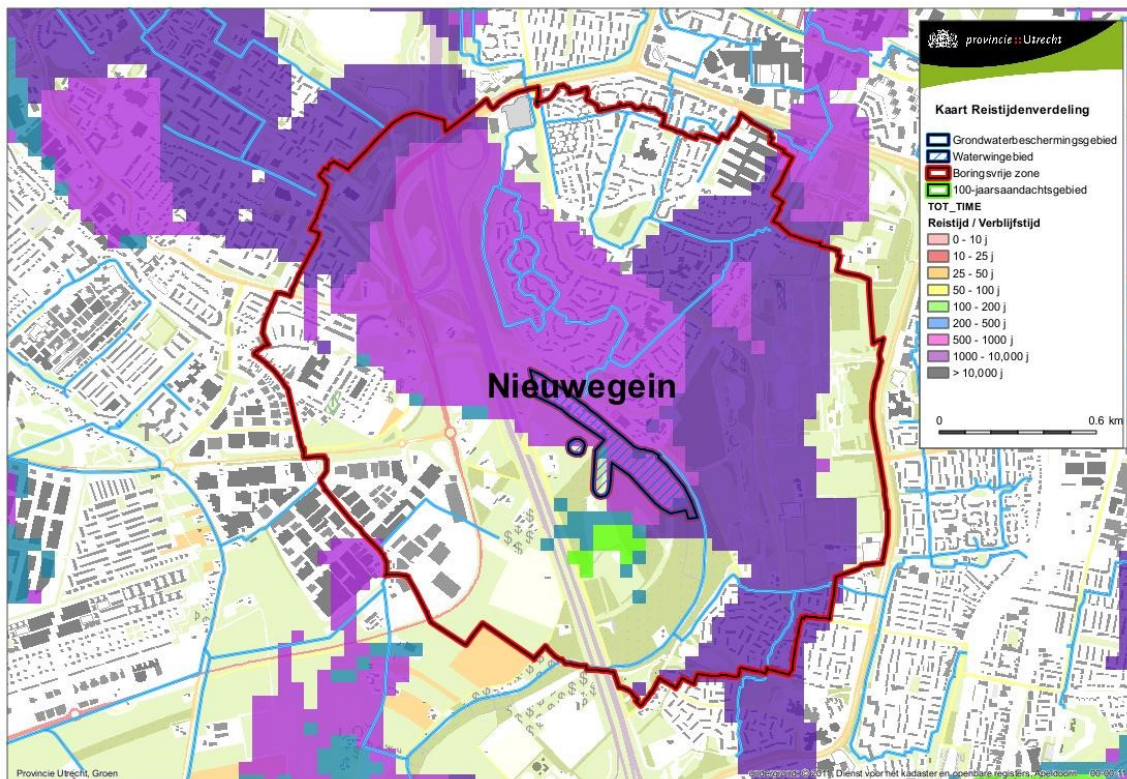 provincie::Utrecht
Kaart Reistijdenverdeling
Grondwaterbeschermingsgebied
Waterwingebied
Boringsvrije zone
100-jaarsaandachtsgebied
TOT_TIME
Reistijd / Verblijfstijd
0 - 10 j
10 - 25 j
25 - 50 j
50 - 100 j
100 - 200 j
200 - 500 j
500 - 1000 j
1000 - 10,000 j
> 10,000 j
0 0.6 km
Nieuwegein
Provincie Utrecht, Groen
ondergrond: © 2011, Dienst voor het kadaster en openbare registers, Apeldoorn